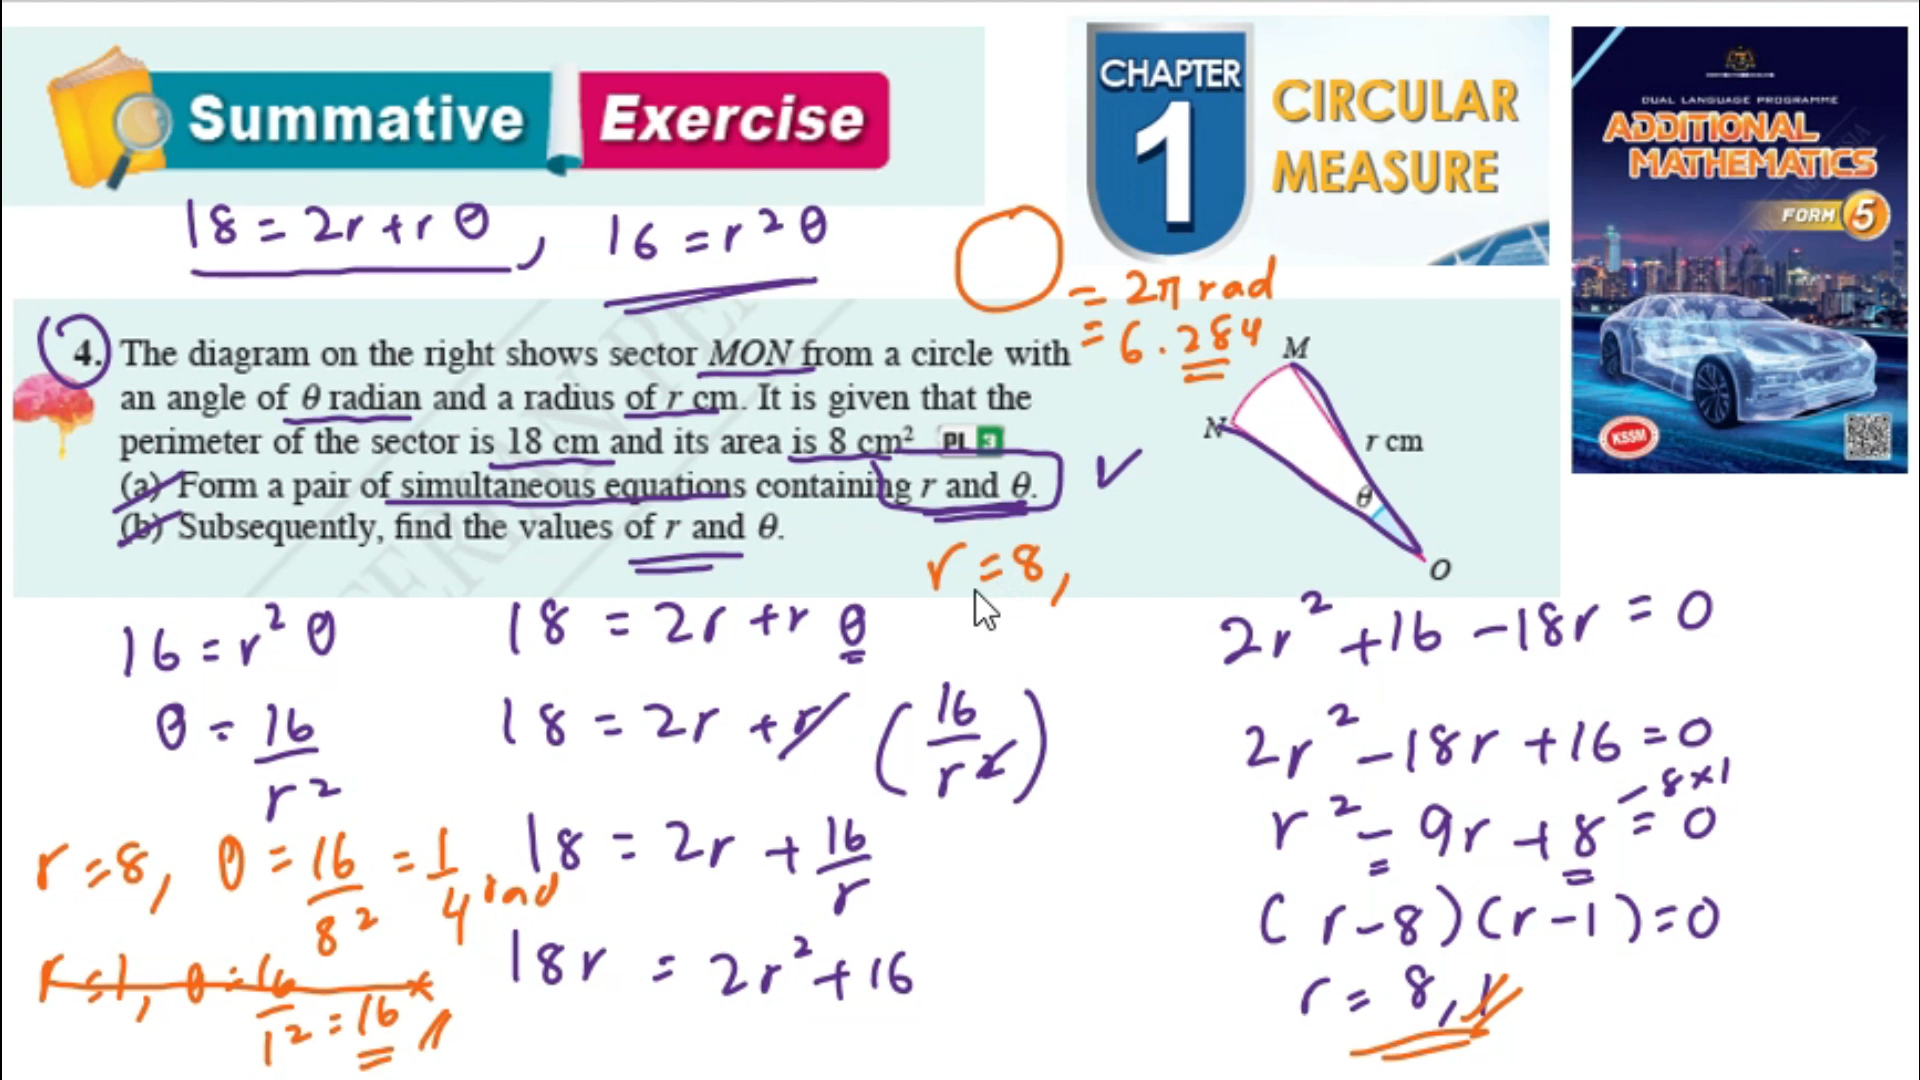 Summative Exercise
CHAPTER
1
CIRCULAR
MEASURE
DUAL LANGUAGE PROGRAMME
ADDITIONAL
MATHEMATICS
FORM 5
KSSM
18 = 2r + rθ, 16 = r²θ
= 2π rad
= 6.284
4. The diagram on the right shows sector MON from a circle with
an angle of θ radian and a radius of r cm. It is given that the
perimeter of the sector is 18 cm and its area is 8 cm² PL 3
(a) Form a pair of simultaneous equations containing r and θ.
(b) Subsequently, find the values of r and θ.
M
N
r cm
θ
O
r = 8,
16 = r²θ
θ = 16/r²
r = 8, θ = 16/8² = 1/4 rad
r = 1, θ = 16/1² = 16
18 = 2r + rθ
18 = 2r + r(16/r²)
18 = 2r + 16/r
18r = 2r² + 16
2r² + 16 − 18r = 0
2r² − 18r + 16 = 0
− 8 × 1
r² − 9r + 8 = 0
(r − 8)(r − 1) = 0
r = 8, 1